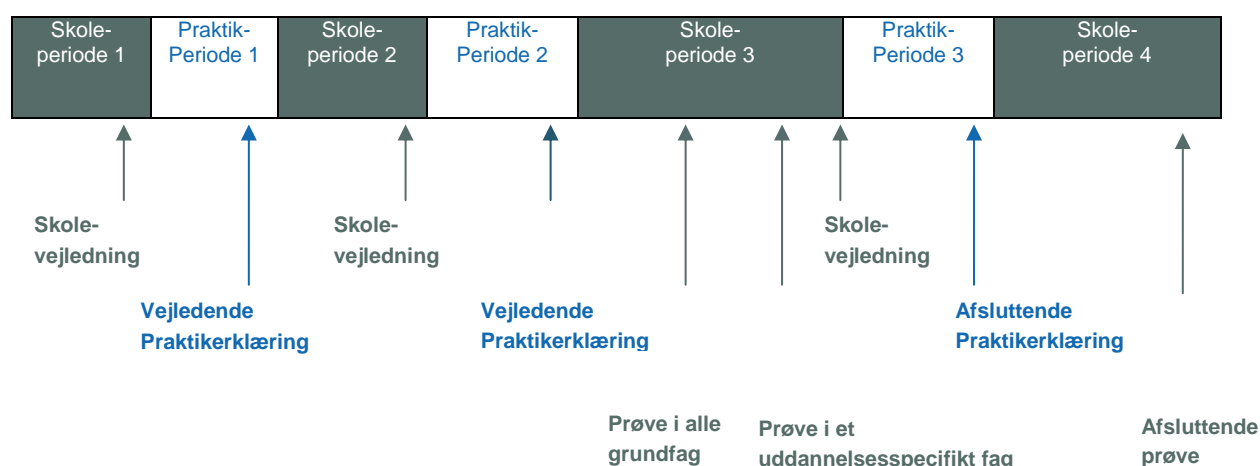 Skole-
periode 1
Praktik-
Periode 1
Skole-
periode 2
Praktik-
Periode 2
Skole-
periode 3
Praktik-
Periode 3
Skole-
periode 4
Skole-
vejledning
Skole-
vejledning
Skole-
vejledning
Vejledende
Praktikerklæring
Vejledende
Praktikerklæring
Afsluttende
Praktikerklæring
Prøve i alle
grundfag
Prøve i et
uddannelsesspecifikt fag
Afsluttende
prøve